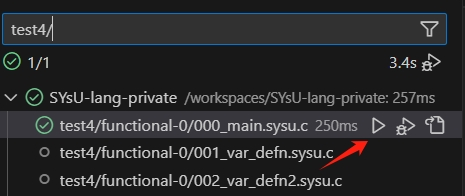 test4/
1/1 3.4s
SYsU-lang-private /workspaces/SYsU-lang-private: 257ms
test4/functional-0/000_main.sysu.c 250ms
test4/functional-0/001_var_defn.sysu.c
test4/functional-0/002_var_defn2.sysu.c